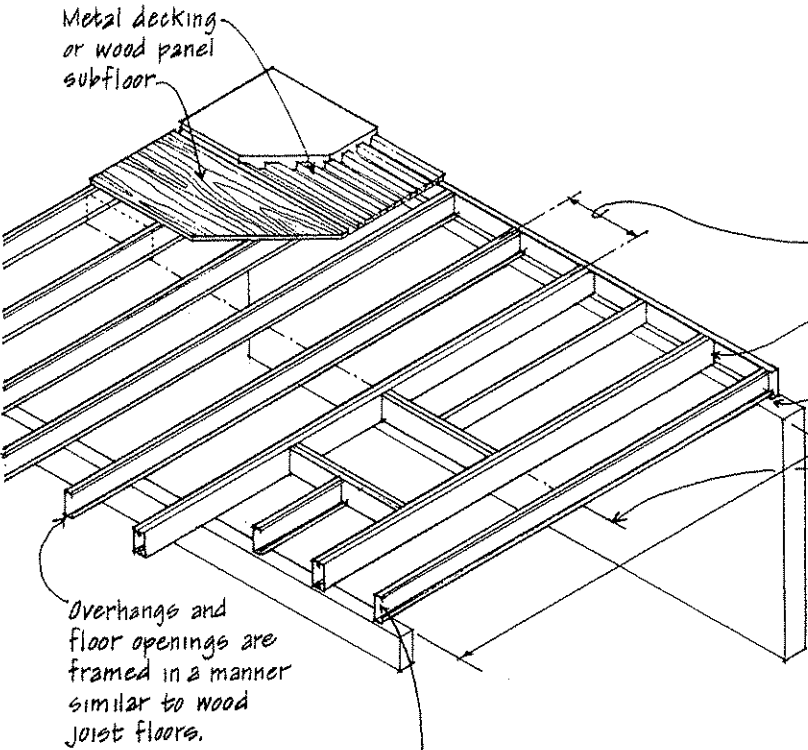 Metal decking
or wood panel
subfloor
Overhangs and
floor openings are
framed in a manner
similar to wood
joist floors.